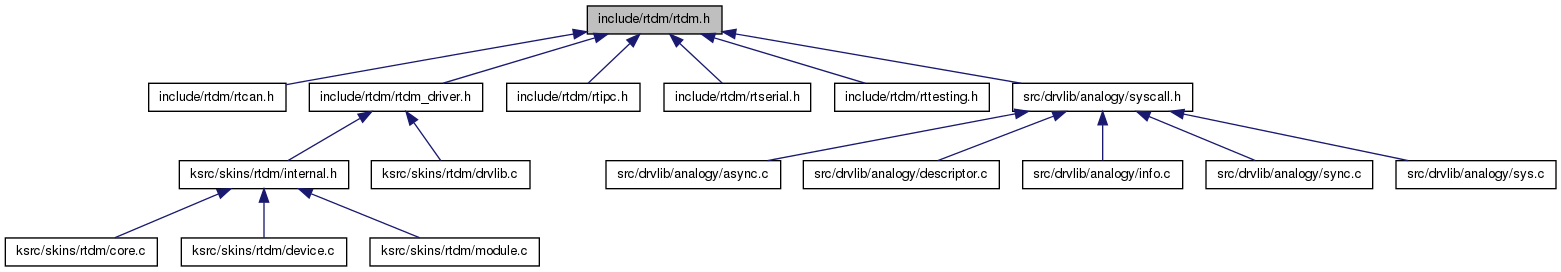 include/rtdm/rtdm.h
include/rtdm/rtcan.h
include/rtdm/rtdm_driver.h
include/rtdm/rtipc.h
include/rtdm/rtserial.h
include/rtdm/rttesting.h
src/drvlib/analogy/syscall.h
ksrc/skins/rtdm/internal.h
ksrc/skins/rtdm/drvlib.c
src/drvlib/analogy/async.c
src/drvlib/analogy/descriptor.c
src/drvlib/analogy/info.c
src/drvlib/analogy/sync.c
src/drvlib/analogy/sys.c
ksrc/skins/rtdm/core.c
ksrc/skins/rtdm/device.c
ksrc/skins/rtdm/module.c